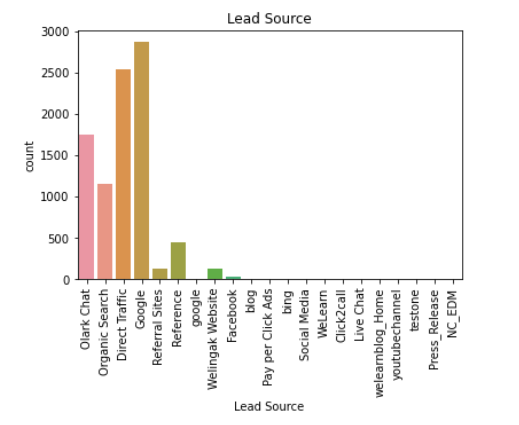 Lead Source
3000
2500
2000
1500
1000
500
0
count
Olark Chat
Organic Search
Direct Traffic
Google
Referral Sites
Reference
google
Welingak Website
Facebook
blog
Pay per Click Ads
bing
Social Media
WeLearn
Click2call
Live Chat
welearnblog_Home
youtubechannel
testone
Press_Release
NC_EDM
Lead Source